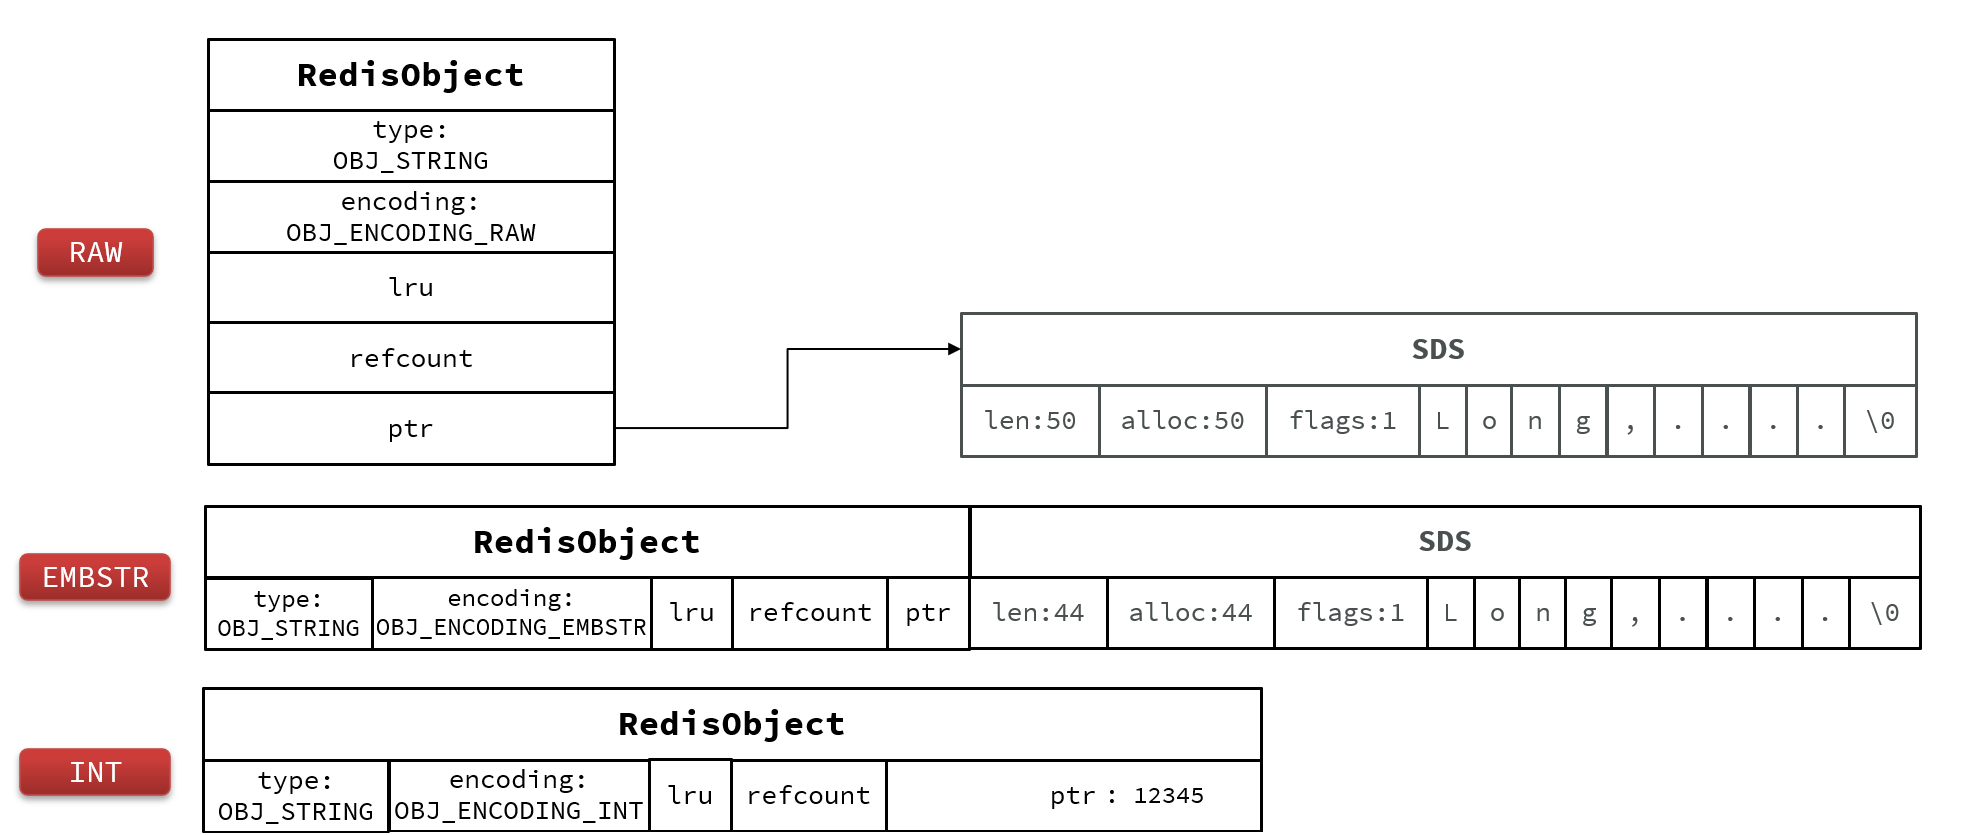 RedisObject
type:
OBJ_STRING
encoding:
OBJ_ENCODING_RAW
RAW
lru
refcount
ptr
SDS
len:50 alloc:50 flags:1 L o n g , . . . . \0
RedisObject SDS
EMBSTR
type:
OBJ_STRING
encoding:
OBJ_ENCODING_EMBSTR
lru refcount ptr len:44 alloc:44 flags:1 L o n g , . . . . \0
RedisObject
INT
type:
OBJ_STRING
encoding:
OBJ_ENCODING_INT
lru refcount ptr : 12345